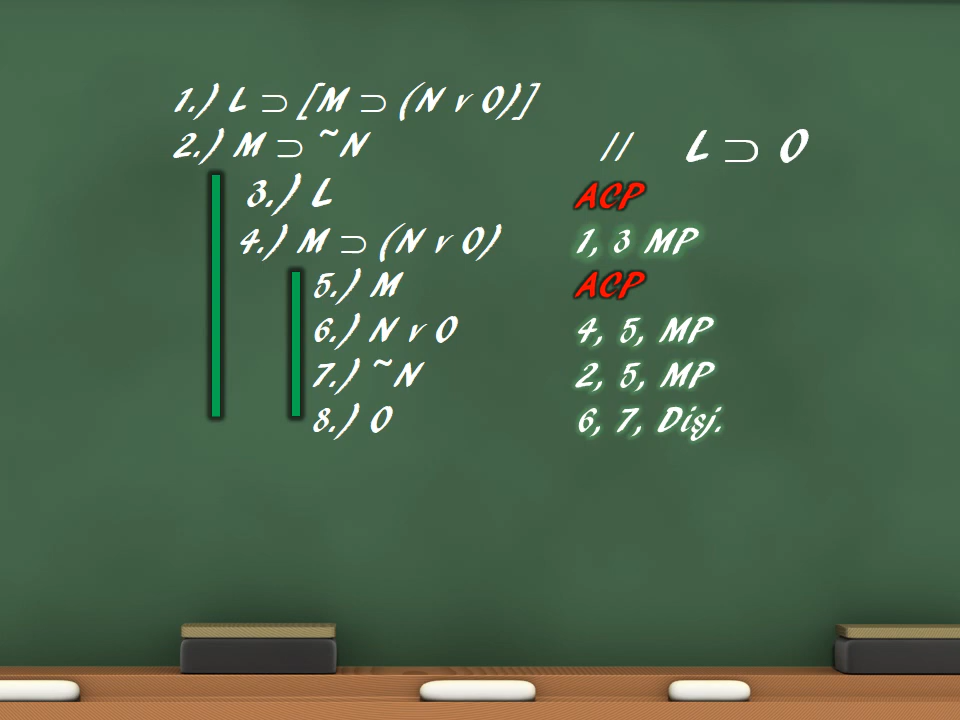 1.) L ⊃ [M ⊃ (N v O)]
2.) M ⊃ ~N // L ⊃ O
3.) L ACP
4.) M ⊃ (N v O) 1, 3 MP
5.) M ACP
6.) N v O 4, 5, MP
7.) ~N 2, 5, MP
8.) O 6, 7, Disj.